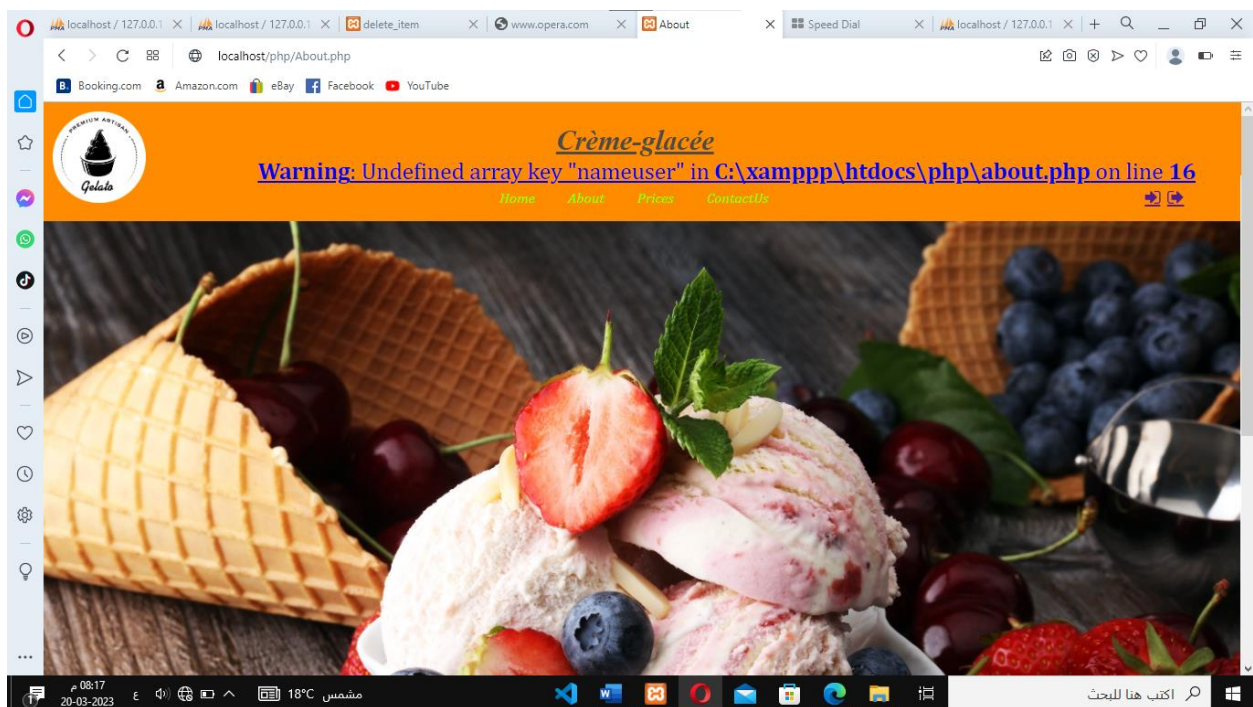 localhost / 127.0.0.1
localhost / 127.0.0.1
delete_item
www.opera.com
About
Speed Dial
localhost / 127.0.0.1
localhost/php/About.php
Booking.com
Amazon.com
eBay
Facebook
YouTube
PREMIUM ARTISAN
Gelato
Crème-glacée
Warning: Undefined array key "nameuser" in C:\xamppp\htdocs\php\about.php on line 16
Home About Prices ContactUs
08:17 م
20-03-2023
ع
18°C مشمس
اكتب هنا للبحث